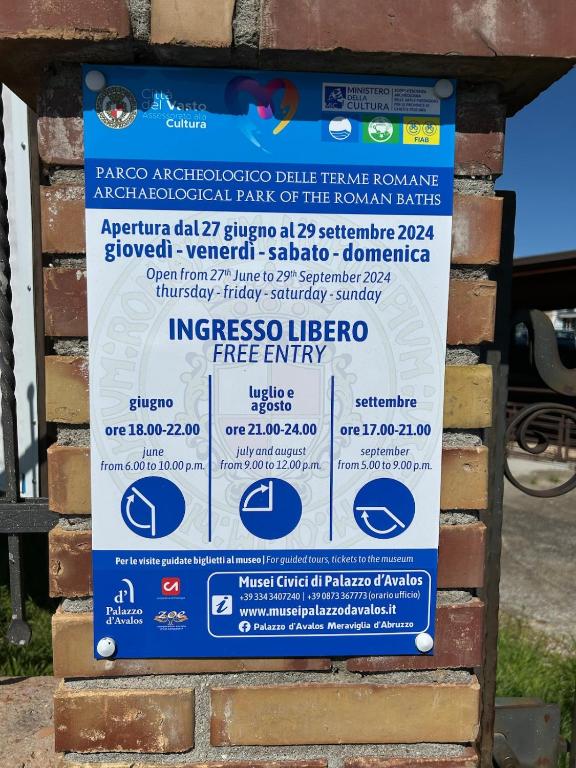 Città
del Vasto
Assessorato alla
Cultura
MINISTERO
DELLA
CULTURA
FIAB
PARCO ARCHEOLOGICO DELLE TERME ROMANE
ARCHAEOLOGICAL PARK OF THE ROMAN BATHS
Apertura dal 27 giugno al 29 settembre 2024
giovedì - venerdì - sabato - domenica
Open from 27th June to 29th September 2024
thursday - friday - saturday - sunday
INGRESSO LIBERO
FREE ENTRY
giugno
ore 18.00-22.00
june
from 6.00 to 10.00 p.m.
luglio e
agosto
ore 21.00-24.00
july and august
from 9.00 to 12.00 p.m.
settembre
ore 17.00-21.00
september
from 5.00 to 9.00 p.m.
Per le visite guidate biglietti al museo | For guided tours, tickets to the museum
Palazzo
d'Avalos
zoe
Musei Civici di Palazzo d'Avalos
+39 334 3407240 | +39 0873 367773 (orario ufficio)
www.museipalazzodavalos.it
Palazzo d'Avalos Meraviglia d'Abruzzo